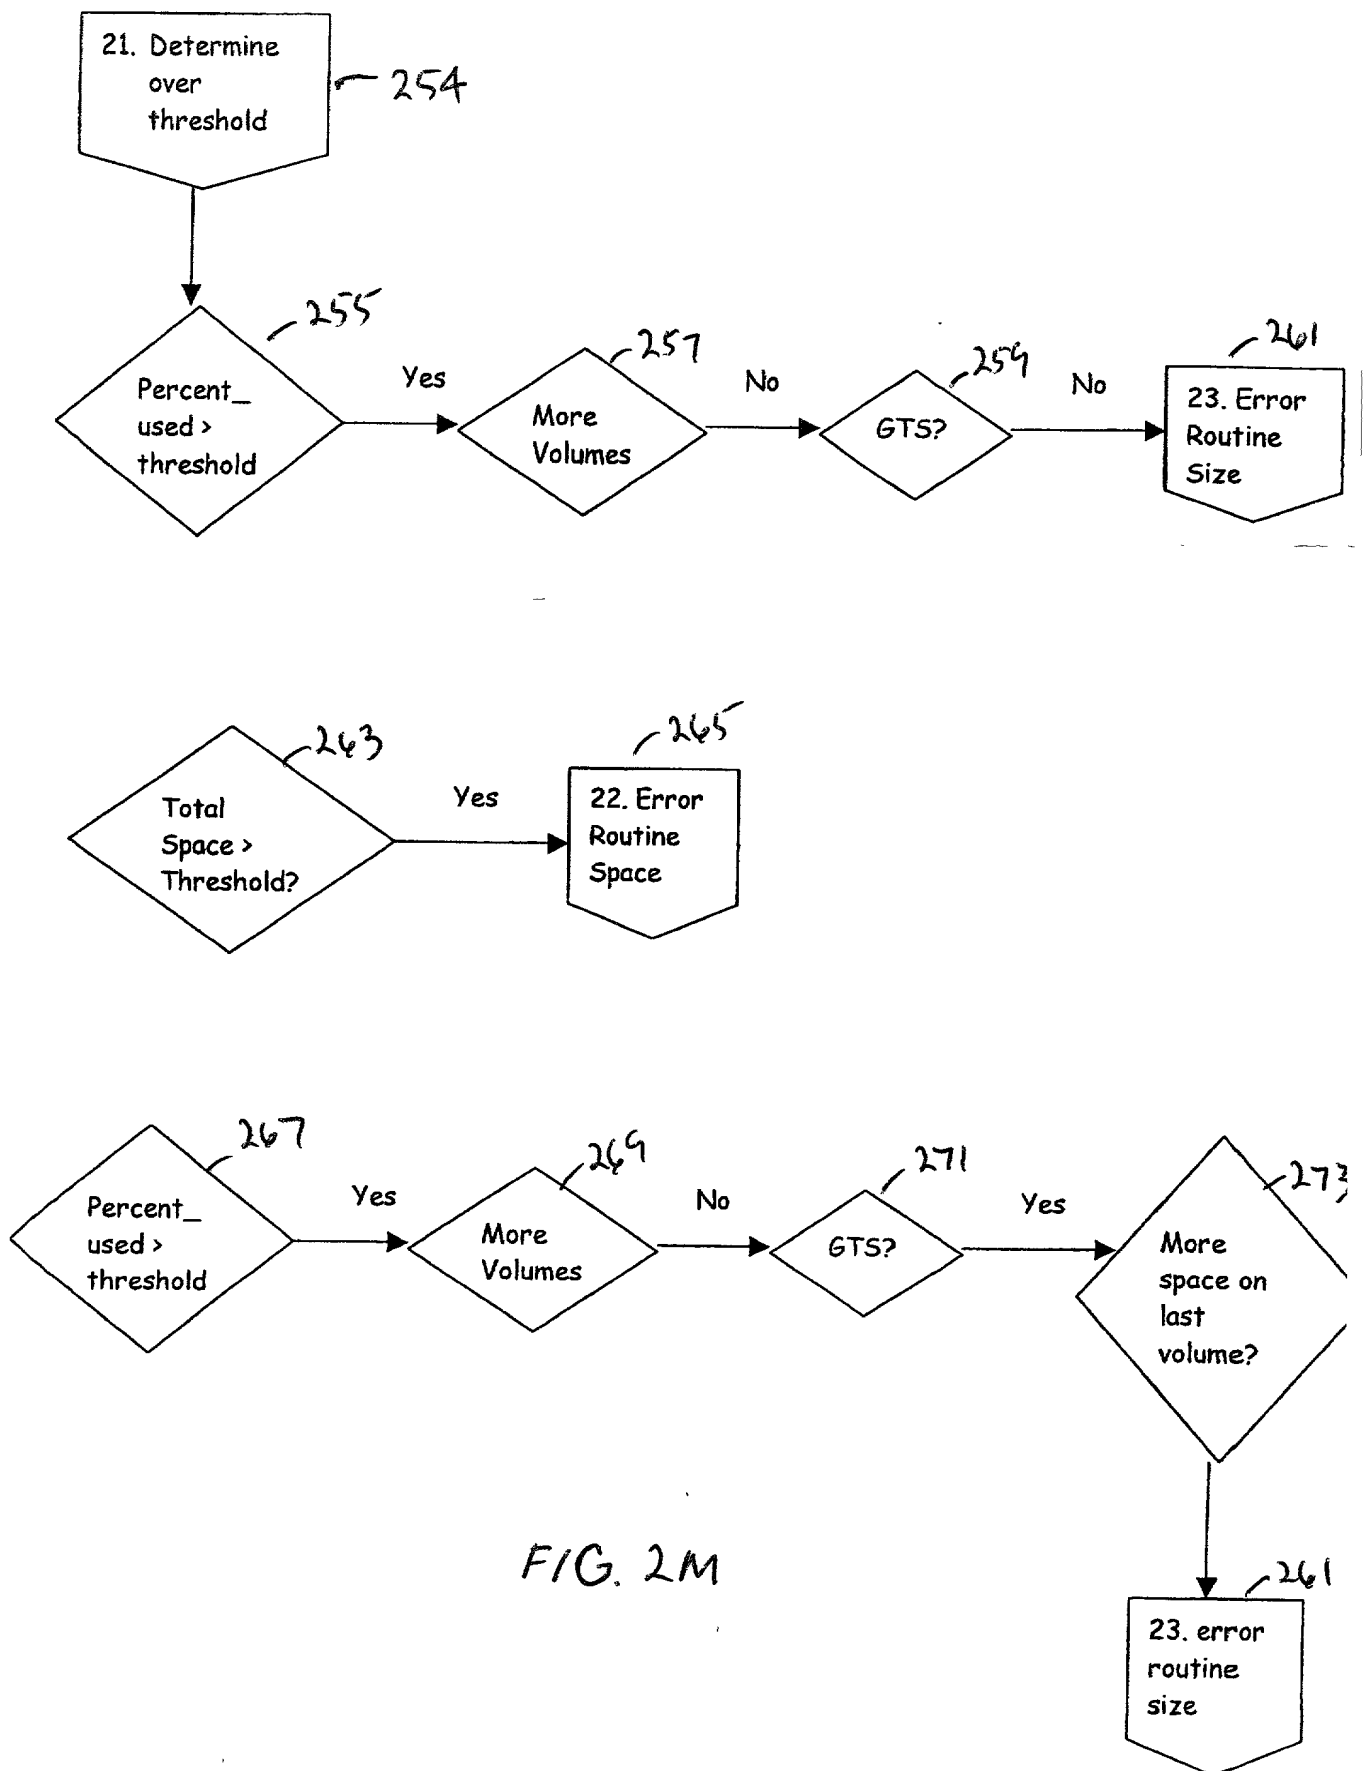 21. Determine
over
threshold
254
255
Percent_
used >
threshold
Yes
257
More
Volumes
No
259
GTS?
No
261
23. Error
Routine
Size
263
Total
Space >
Threshold?
Yes
265
22. Error
Routine
Space
267
Percent_
used >
threshold
Yes
269
More
Volumes
No
271
GTS?
Yes
273
More
space on
last
volume?
FIG. 2M
261
23. error
routine
size